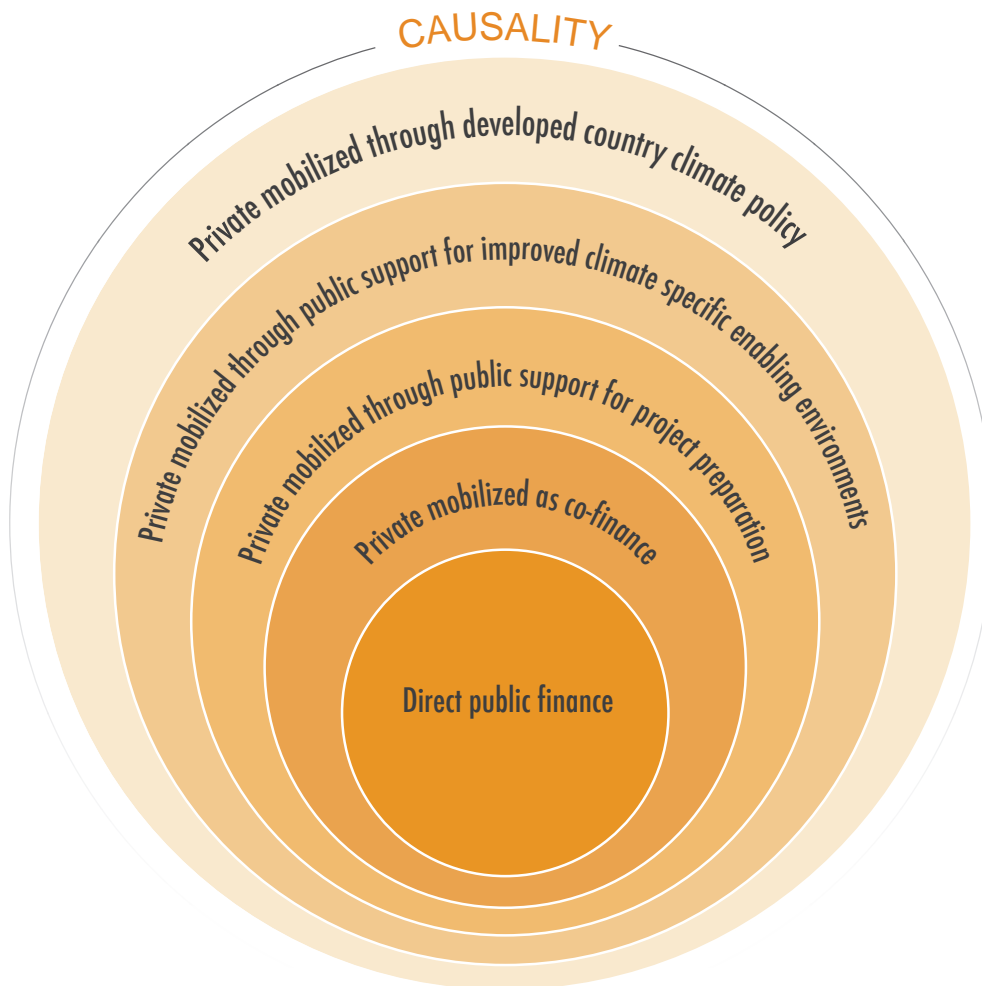 CAUSALITY
Private mobilized through developed country climate policy
Private mobilized through public support for improved climate specific enabling environments
Private mobilized through public support for project preparation
Private mobilized as co-finance
Direct public finance